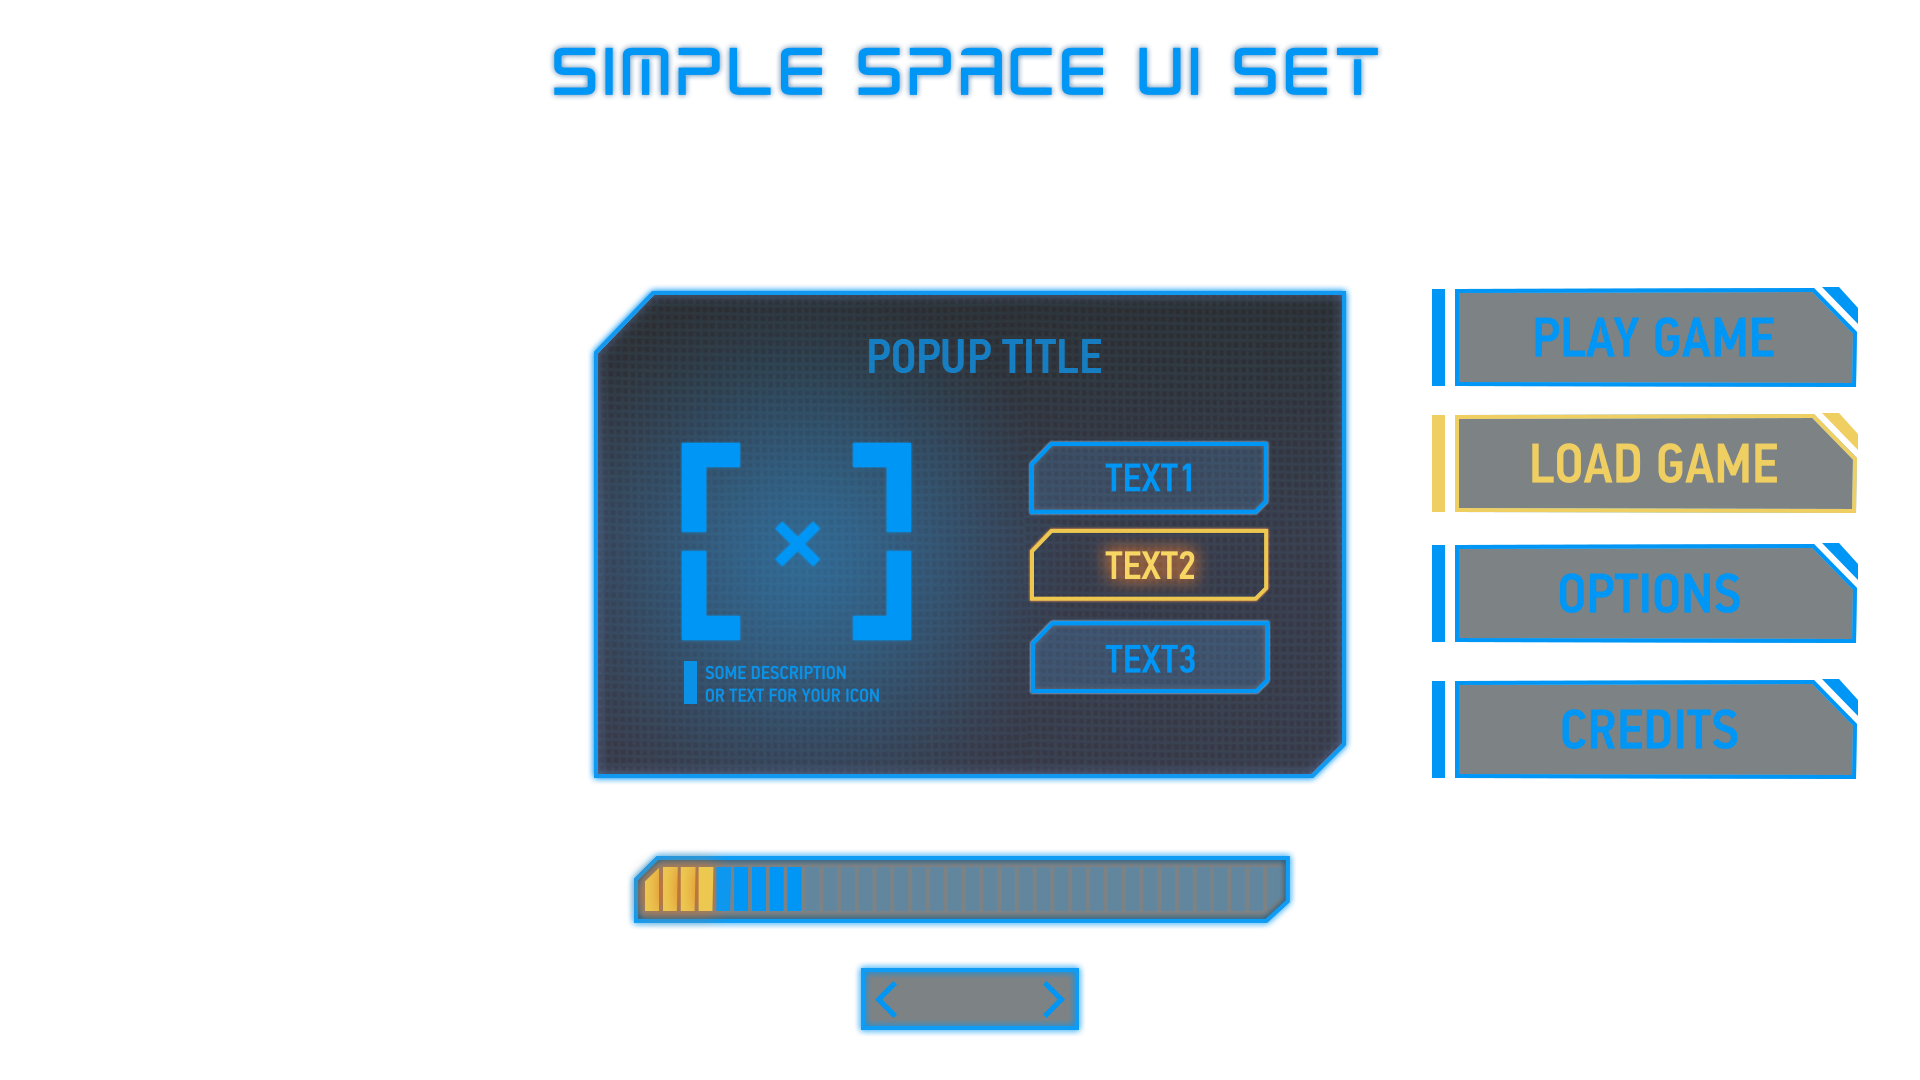 SIMPLE SPACE UI SET
POPUP TITLE
TEXT1
TEXT2
TEXT3
SOME DESCRIPTION
OR TEXT FOR YOUR ICON
PLAY GAME
LOAD GAME
OPTIONS
CREDITS